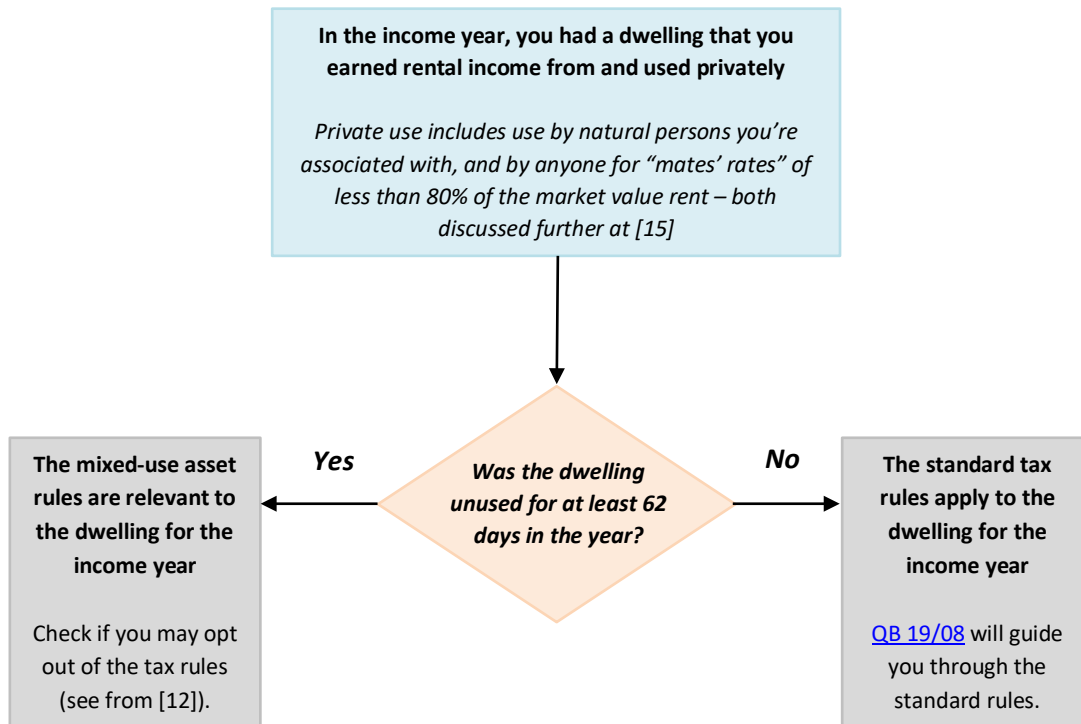 In the income year, you had a dwelling that you
earned rental income from and used privately
Private use includes use by natural persons you’re
associated with, and by anyone for “mates’ rates” of
less than 80% of the market value rent – both
discussed further at [15]
Yes
No
Was the dwelling
unused for at least 62
days in the year?
The mixed-use asset
rules are relevant to
the dwelling for the
income year
Check if you may opt
out of the tax rules
(see from [12]).
The standard tax
rules apply to the
dwelling for the
income year
QB 19/08 will guide
you through the
standard rules.